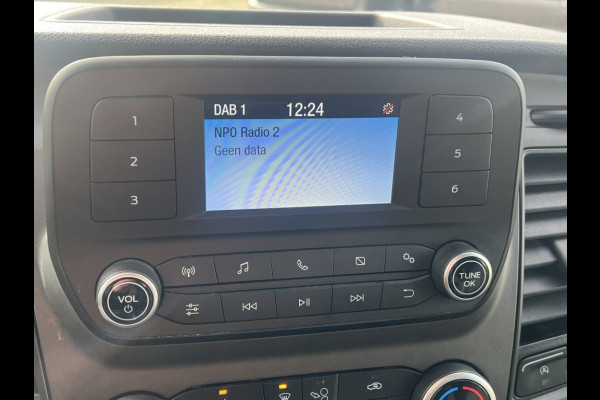 DAB 1 12:24
NPO Radio 2
Geen data
1
2
3
4
5
6
VOL
TUNE
OK